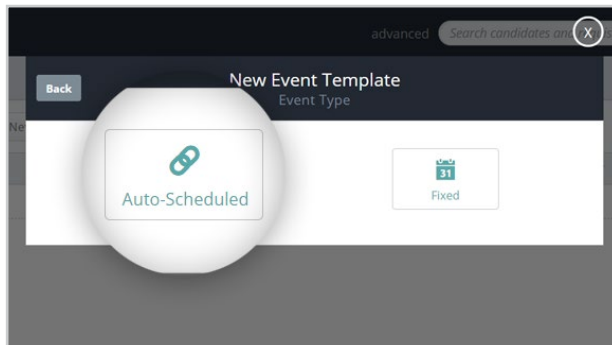 advanced Search candidates and
X
Back
New Event Template
Event Type
Ne
31
Auto-Scheduled
Fixed